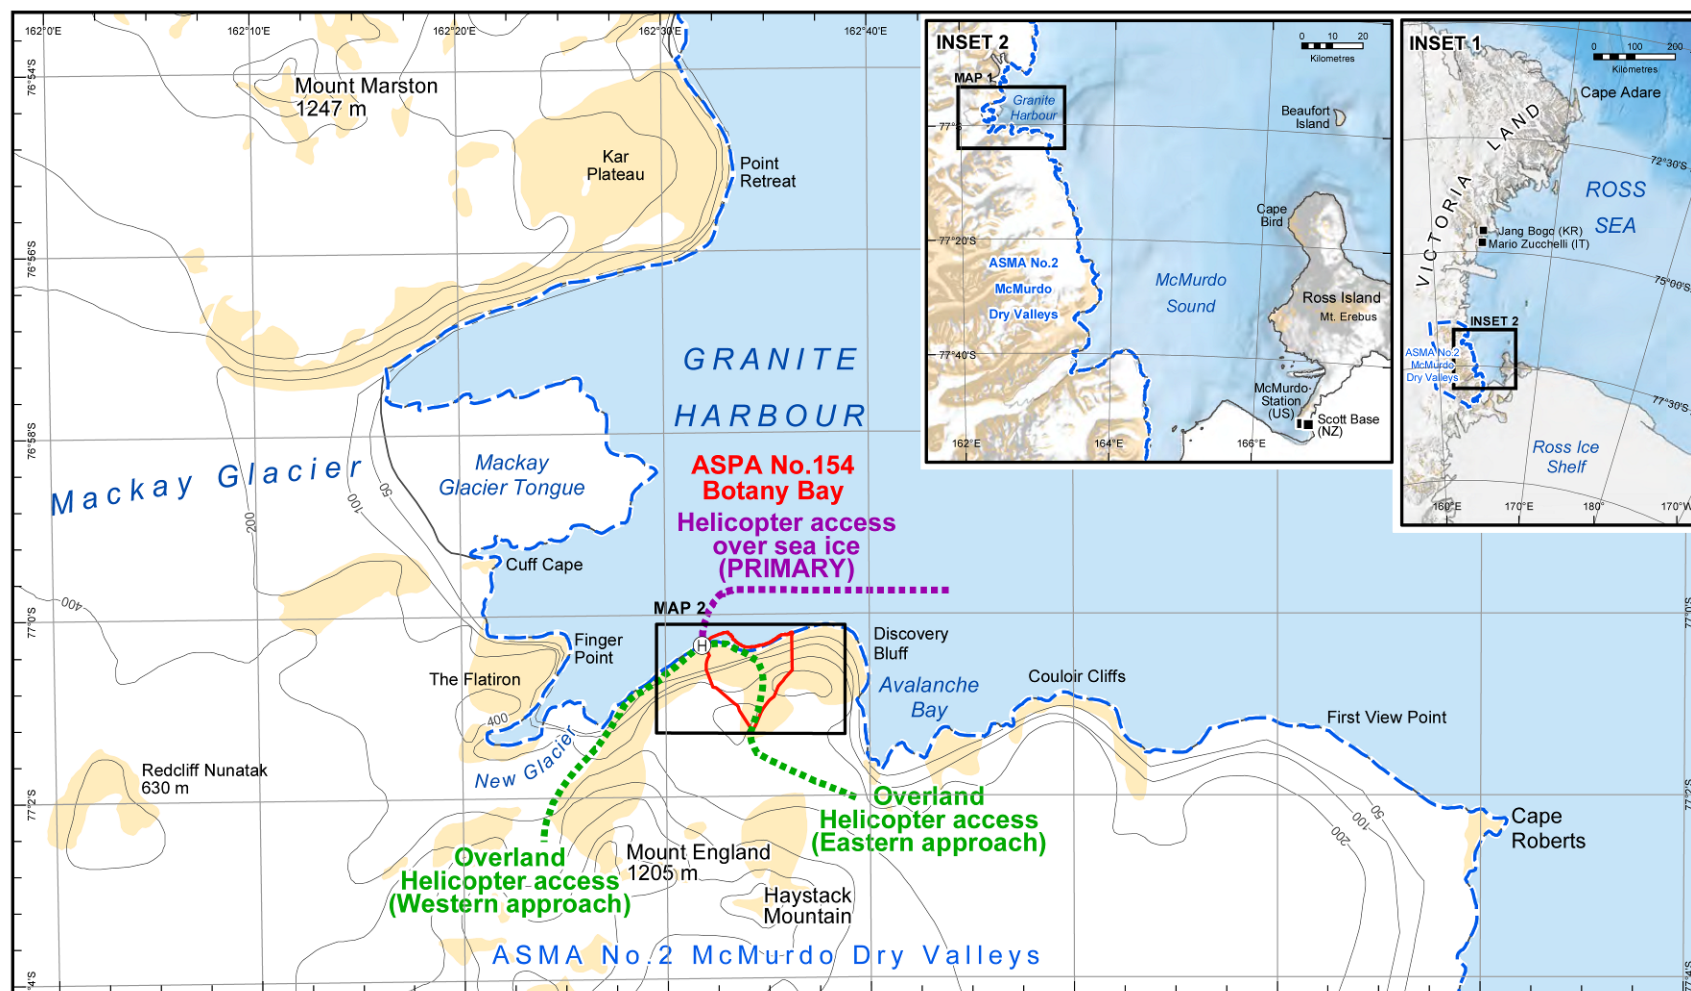 162°0'E
162°10'E
162°20'E
162°30'E
162°40'E
76°54'S
76°56'S
76°58'S
77°0'S
77°2'S
77°4'S
77°0'S
77°2'S
77°4'S
Mount Marston
1247 m
Kar
Plateau
Point
Retreat
GRANITE
HARBOUR
Mackay Glacier
Mackay
Glacier Tongue
ASPA No.154
Botany Bay
Helicopter access
over sea ice
(PRIMARY)
Cuff Cape
MAP 2
H
Finger
Point
The Flatiron
Discovery
Bluff
Avalanche
Bay
Couloir Cliffs
First View Point
New Glacier
Redcliff Nunatak
630 m
Cape
Roberts
Overland
Helicopter access
(Eastern approach)
Overland
Helicopter access
(Western approach)
Mount England
1205 m
Haystack
Mountain
ASMA No.2 McMurdo Dry Valleys
50
100
200
400
400
50
100
200
INSET 2
0 10 20
Kilometres
MAP 1
Granite
Harbour
Beaufort
Island
Cape
Bird
77°20'S
ASMA No.2
McMurdo
Dry Valleys
McMurdo
Sound
Ross Island
Mt. Erebus
77°40'S
McMurdo
Station
(US)
Scott Base
(NZ)
162°E
164°E
166°E
INSET 1
0 100 200
Kilometres
Cape Adare
VICTORIA LAND
72°30'S
ROSS
SEA
Jang Bogo (KR)
Mario Zucchelli (IT)
75°00'S
INSET 2
ASMA No.2
McMurdo
Dry Valleys
77°30'S
Ross Ice
Shelf
160°E
170°E
180°
170°W